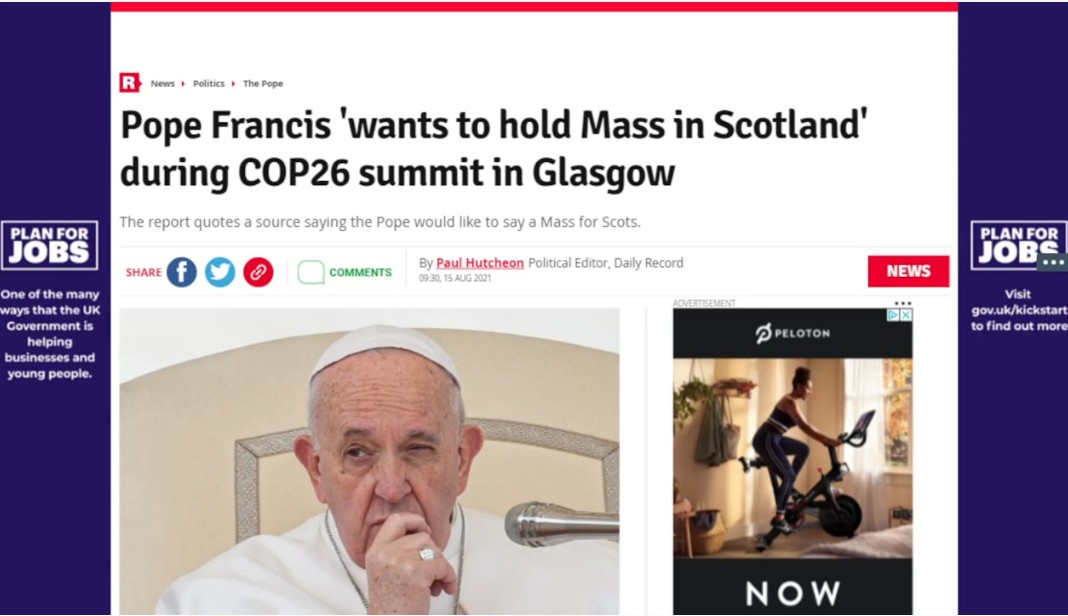 R News Politics The Pope
Pope Francis 'wants to hold Mass in Scotland'
during COP26 summit in Glasgow
The report quotes a source saying the Pope would like to say a Mass for Scots.
SHARE f COMMENTS
By Paul Hutcheon Political Editor, Daily Record
09:30, 15 AUG 2021
NEWS
PLAN FOR
JOBS
One of the many
ways that the UK
Government is
helping
businesses and
young people.
ADVERTISEMENT
PELOTON
NOW
PLAN FOR
JOBS
Visit
gov.uk/kickstart
to find out more